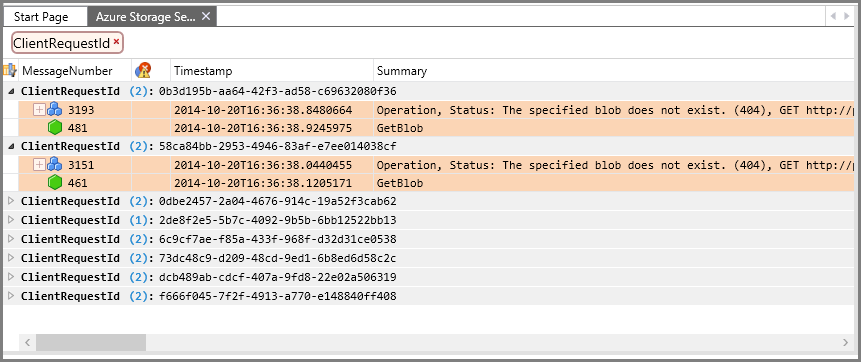 Start Page Azure Storage Se... ×
ClientRequestId ×
MessageNumber Timestamp Summary
ClientRequestId (2): 0b3d195b-aa64-42f3-ad58-c69632080f36
3193 2014-10-20T16:36:38.8480664 Operation, Status: The specified blob does not exist. (404), GET http://p
481 2014-10-20T16:36:38.9245975 GetBlob
ClientRequestId (2): 58ca84bb-2953-4946-83af-e7ee014038cf
3151 2014-10-20T16:36:38.0440455 Operation, Status: The specified blob does not exist. (404), GET http://p
461 2014-10-20T16:36:38.1205171 GetBlob
ClientRequestId (2): 0dbe2457-2a04-4676-914c-19a52f3cab62
ClientRequestId (1): 2de8f2e5-5b7c-4092-9b5b-6bb12522bb13
ClientRequestId (2): 6c9cf7ae-f85a-433f-968f-d32d31ce0538
ClientRequestId (2): 73dc48c9-d209-48cd-9ed1-6b8ed6d58c2c
ClientRequestId (2): dcb489ab-cdcf-407a-9fd8-22e02a506319
ClientRequestId (2): f666f045-7f2f-4913-a770-e148840ff408